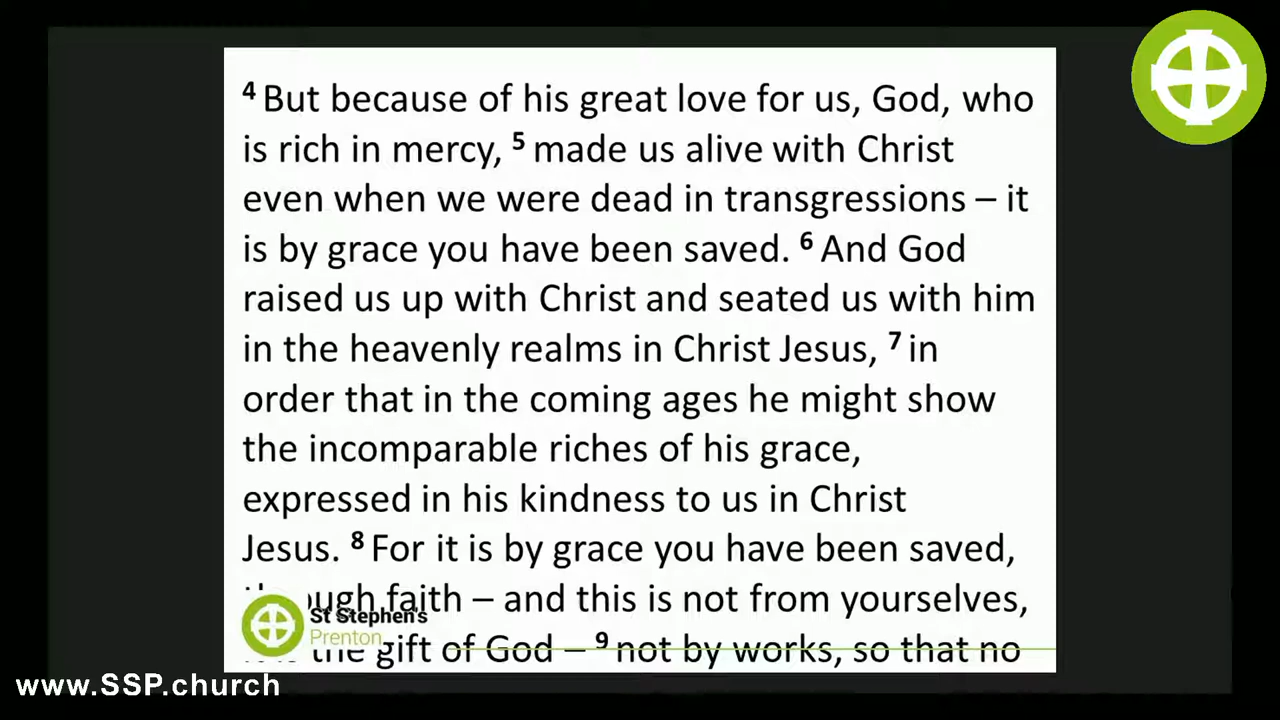 4 But because of his great love for us, God, who
is rich in mercy, 5 made us alive with Christ
even when we were dead in transgressions – it
is by grace you have been saved. 6 And God
raised us up with Christ and seated us with him
in the heavenly realms in Christ Jesus, 7 in
order that in the coming ages he might show
the incomparable riches of his grace,
expressed in his kindness to us in Christ
Jesus. 8 For it is by grace you have been saved,
faith – and this is not from yourselves,
the gift of God – 9 not by works, so that no
St Stephen's
Prenton
www.SSP.church